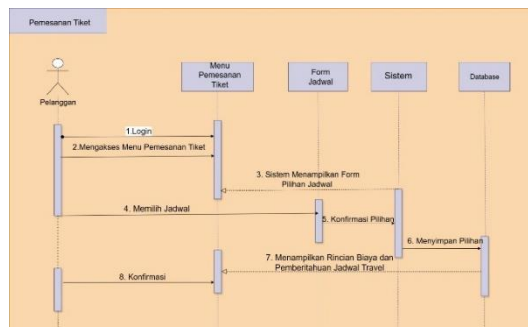 Pemesanan Tiket
Menu
Pemesanan
Tiket
Form
Jadwal
Sistem
Database
Pelanggan
1.Login
2.Mengakses Menu Pemesanan Tiket
3. Sistem Menampilkan Form
Pilihan Jadwal
4. Memilih Jadwal
5. Konfirmasi Pilihan
6. Menyimpan Pilihan
7. Menampilkan Rincian Biaya dan
Pemberitahuan Jadwal Travel
8. Konfirmasi